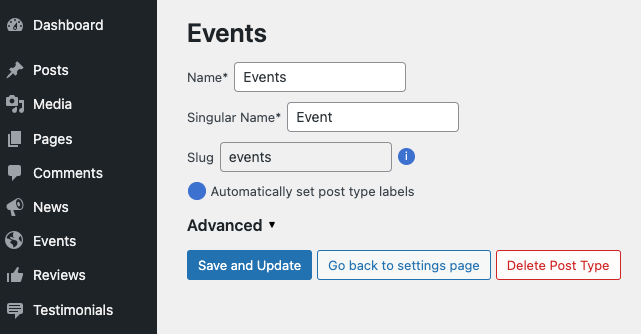 Dashboard
Posts
Media
Pages
Comments
News
Events
Reviews
Testimonials
Events
Name* Events
Singular Name* Event
Slug events i
Automatically set post type labels
Advanced ▼
Save and Update Go back to settings page Delete Post Type